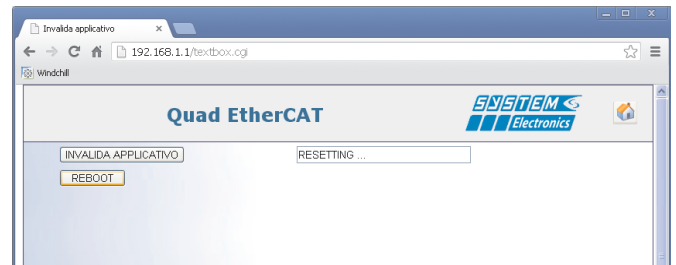 Invalida applicativo
192.168.1.1/textbox.cgi
Windchill
Quad EtherCAT
SYSTEM
Electronics
INVALIDA APPLICATIVO
RESETTING ...
REBOOT